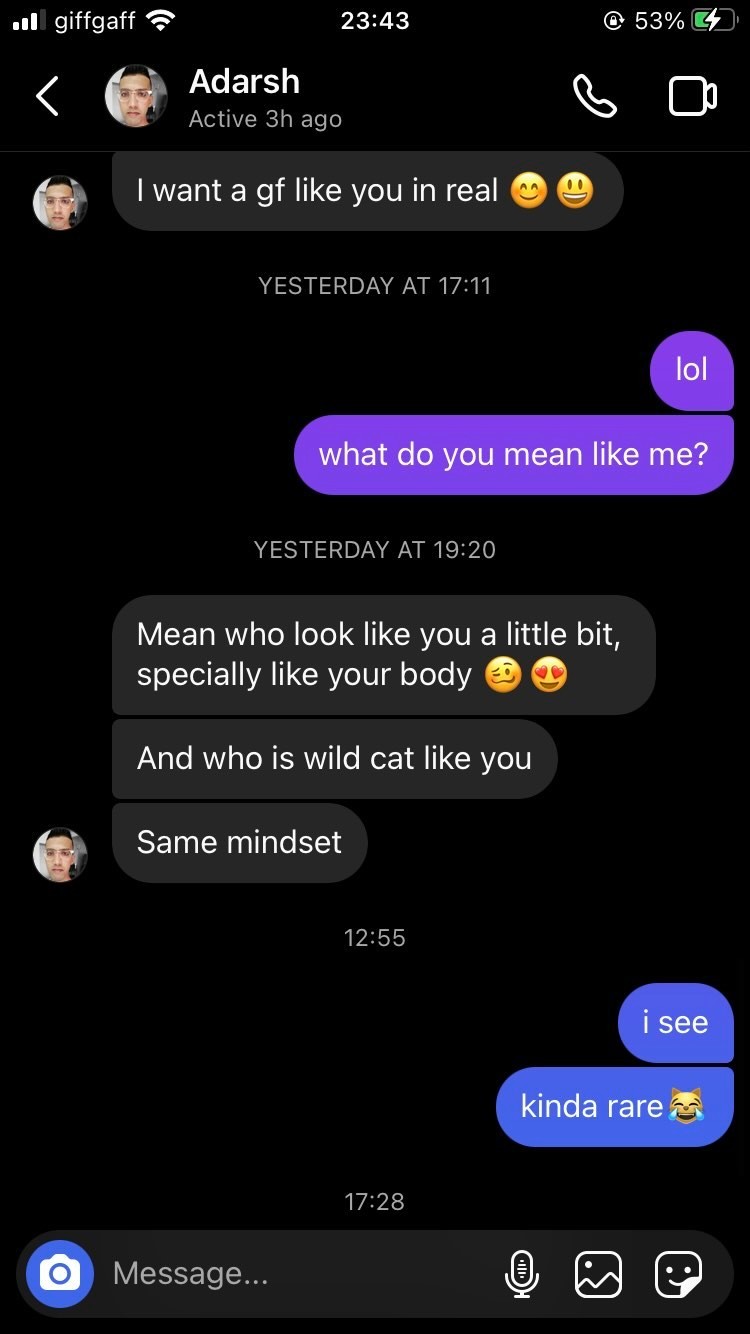 giffgaff
23:43
53%
Adarsh
Active 3h ago
I want a gf like you in real 😊 😃
YESTERDAY AT 17:11
lol
what do you mean like me?
YESTERDAY AT 19:20
Mean who look like you a little bit,
specially like your body 🥴 😍
And who is wild cat like you
Same mindset
12:55
i see
kinda rare😹
17:28
Message...